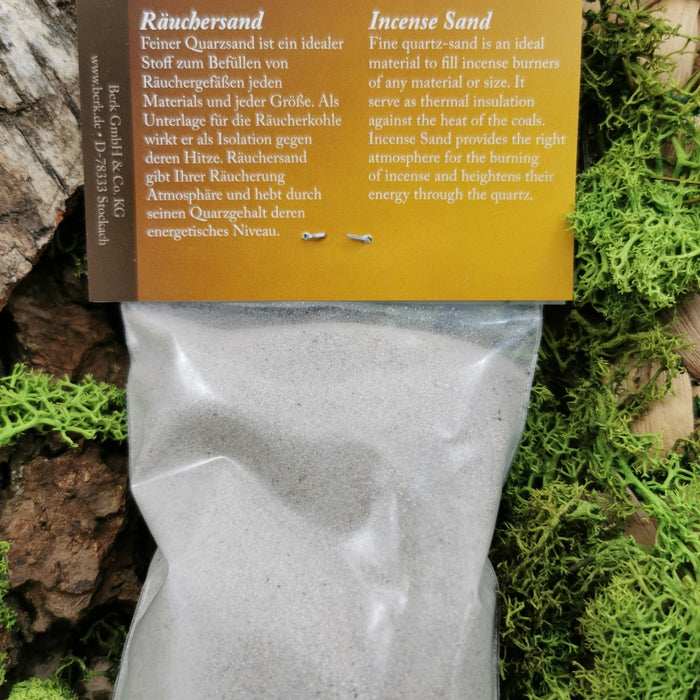 Räuchersand
Feiner Quarzsand ist ein idealer
Stoff zum Befüllen von
Räuchergefäßen jeden
Materials und jeder Größe. Als
Unterlage für die Räucherkohle
wirkt er als Isolation gegen
deren Hitze. Räuchersand
gibt Ihrer Räucherung
Atmosphäre und hebt durch
seinen Quarzgehalt deren
energetisches Niveau.
Incense Sand
Fine quartz-sand is an ideal
material to fill incense burners
of any material or size. It
serve as thermal insulation
against the heat of the coals.
Incense Sand provides the right
atmosphere for the burning
of incense and heightens their
energy through the quartz.
Berk GmbH & Co. KG
www.berk.de • D-78333 Stockach